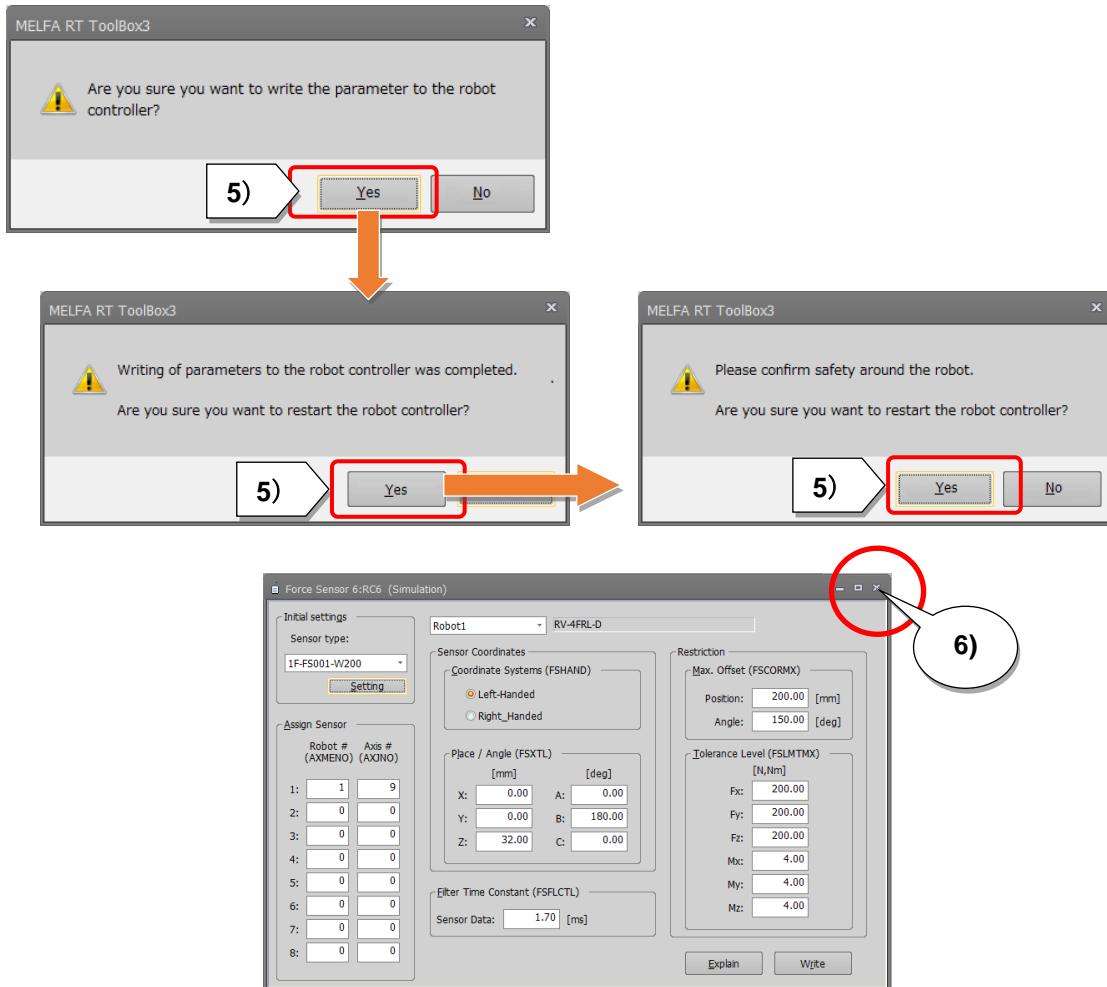 MELFA RT ToolBox3
Are you sure you want to write the parameter to the robot
controller?
5)
Yes
No
MELFA RT ToolBox3
Writing of parameters to the robot controller was completed.
.
Are you sure you want to restart the robot controller?
5)
Yes
MELFA RT ToolBox3
Please confirm safety around the robot.
Are you sure you want to restart the robot controller?
5)
Yes
No
6)
Force Sensor 6:RC6 (Simulation)
Initial settings
Sensor type:
1F-FS001-W200
Setting
Assign Sensor
Robot # Axis #
(AXMENO) (AXJNO)
1: 1 9
2: 0 0
3: 0 0
4: 0 0
5: 0 0
6: 0 0
7: 0 0
8: 0 0
Robot1 RV-4FRL-D
Sensor Coordinates
Coordinate Systems (FSHAND)
Left-Handed
Right_Handed
Place / Angle (FSXTL)
[mm] [deg]
X: 0.00 A: 0.00
Y: 0.00 B: 180.00
Z: 32.00 C: 0.00
Filter Time Constant (FSFLCTL)
Sensor Data: 1.70 [ms]
Restriction
Max. Offset (FSCORMX)
Position: 200.00 [mm]
Angle: 150.00 [deg]
Tolerance Level (FSLMTMX)
[N,Nm]
Fx: 200.00
Fy: 200.00
Fz: 200.00
Mx: 4.00
My: 4.00
Mz: 4.00
Explain Write